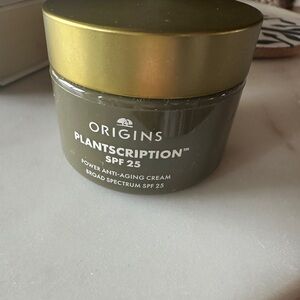 ORIGINS
PLANTSCRIPTION™
SPF 25
POWER ANTI-AGING CREAM
BROAD SPECTRUM SPF 25